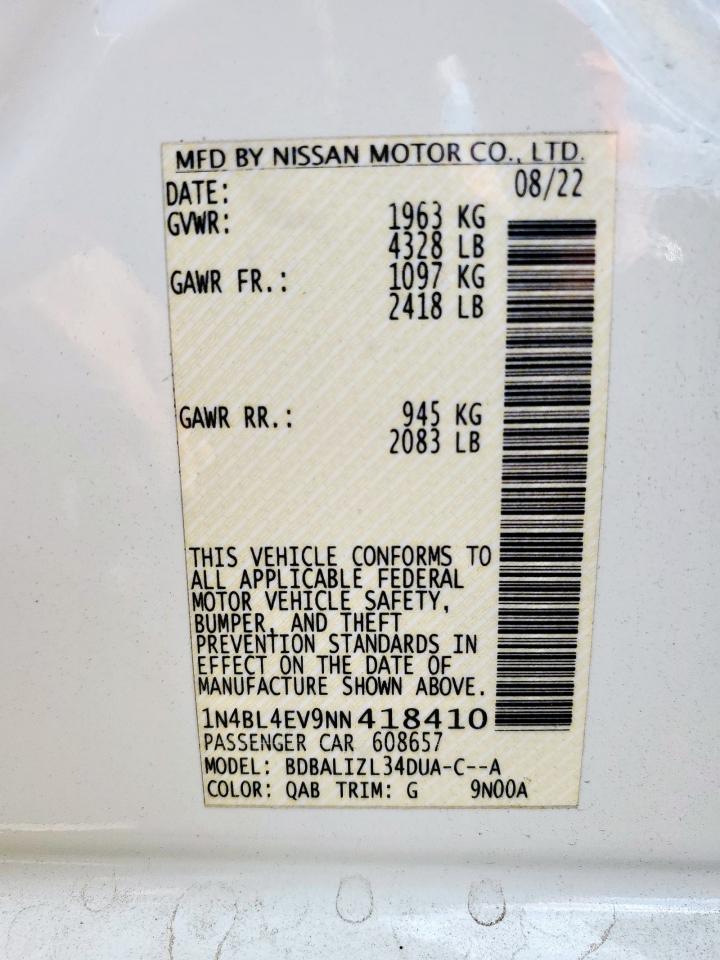 MFD BY NISSAN MOTOR CO., LTD.
DATE: 08/22
GVWR: 1963 KG
4328 LB
GAWR FR.: 1097 KG
2418 LB
GAWR RR.: 945 KG
2083 LB
THIS VEHICLE CONFORMS TO
ALL APPLICABLE FEDERAL
MOTOR VEHICLE SAFETY,
BUMPER, AND THEFT
PREVENTION STANDARDS IN
EFFECT ON THE DATE OF
MANUFACTURE SHOWN ABOVE.
1N4BL4EV9NN418410
PASSENGER CAR 608657
MODEL: BDBALIZL34DUA-C--A
COLOR: QAB TRIM: G 9N00A